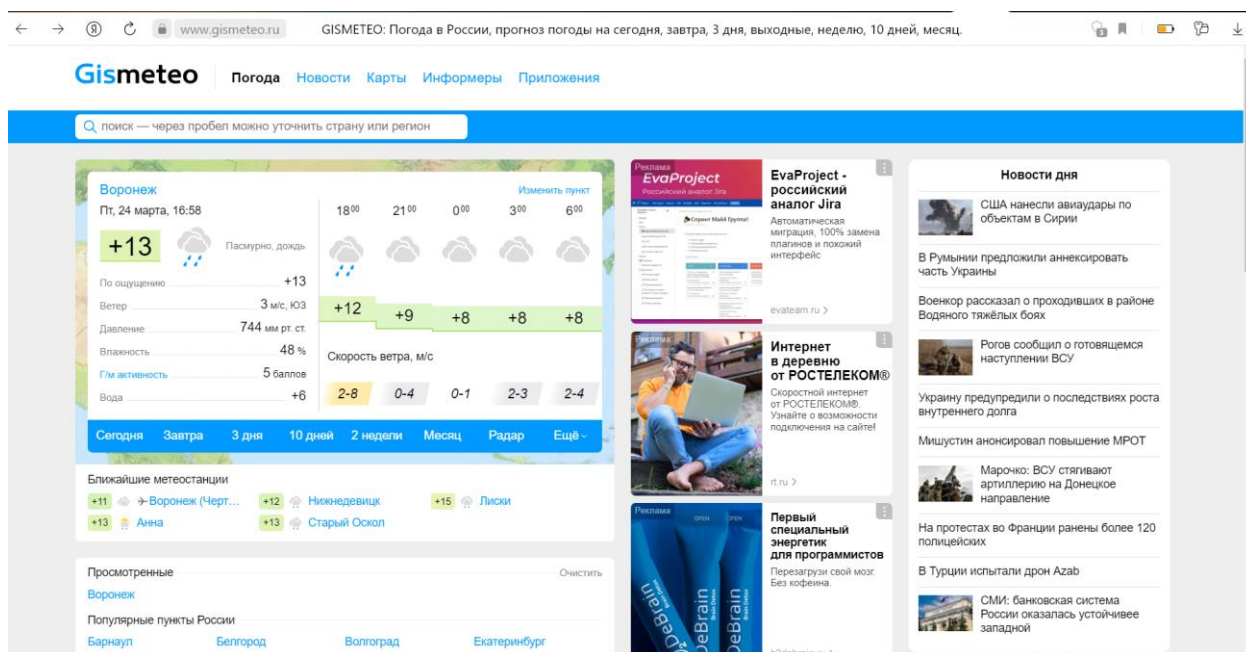 www.gismeteo.ru GISMETEO: Погода в России, прогноз погоды на сегодня, завтра, 3 дня, выходные, неделю, 10 дней, месяц.
Gismeteo Погода Новости Карты Информеры Приложения
поиск — через пробел можно уточнить страну или регион
Воронеж Изменить пункт
Пт, 24 марта, 16:58
+13 Пасмурно, дождь
По ощущению +13
Ветер 3 м/с, ЮЗ
Давление 744 мм рт. ст.
Влажность 48 %
Г/м активность 5 баллов
Вода +6
18⁰⁰ 21⁰⁰ 0⁰⁰ 3⁰⁰ 6⁰⁰
+12 +9 +8 +8 +8
Скорость ветра, м/с
2-8 0-4 0-1 2-3 2-4
Сегодня Завтра 3 дня 10 дней 2 недели Месяц Радар Ещё
Ближайшие метеостанции
+11 Воронеж (Черт... +12 Нижнедевицк +15 Лиски
+13 Анна +13 Старый Оскол
Просмотренные Очистить
Воронеж
Популярные пункты России
Барнаул Белгород Волгоград Екатеринбург
Реклама
EvaProject
Российский аналог Jira
EvaProject -
российский
аналог Jira
Автоматическая
миграция, 100% замена
плагинов и похожий
интерфейс
evateam.ru
Реклама
Интернет
в деревню
от РОСТЕЛЕКОМ®
Скоростной интернет
от РОСТЕЛЕКОМ®.
Узнайте о возможности
подключения на сайте!
rt.ru
Реклама
OPEN OPEN
DeBrain
DeBrain
Первый
специальный
энергетик
для программистов
Перезагрузи свой мозг.
Без кофеина.
Новости дня
США нанесли авиаудары по
объектам в Сирии
В Румынии предложили аннексировать
часть Украины
Военкор рассказал о проходивших в районе
Водяного тяжёлых боях
Рогов сообщил о готовящемся
наступлении ВСУ
Украину предупредили о последствиях роста
внутреннего долга
Мишустин анонсировал повышение МРОТ
Марочко: ВСУ стягивают
артиллерию на Донецкое
направление
На протестах во Франции ранены более 120
полицейских
В Турции испытали дрон Azab
СМИ: банковская система
России оказалась устойчивее
западной